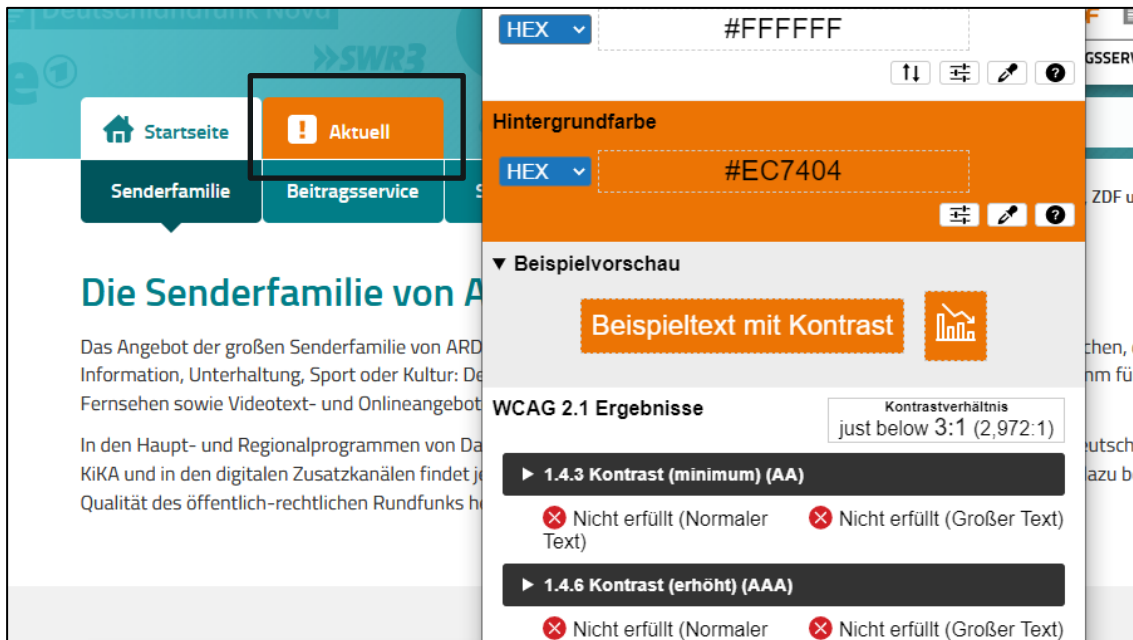 Deutschlandfunk Nova
»SWR3
Startseite
! Aktuell
Senderfamilie
Beitragsservice
S
Die Senderfamilie von A
Das Angebot der großen Senderfamilie von ARD
Information, Unterhaltung, Sport oder Kultur: De
Fernsehen sowie Videotext- und Onlineangebot
In den Haupt- und Regionalprogrammen von Da
KiKA und in den digitalen Zusatzkanälen findet je
Qualität des öffentlich-rechtlichen Rundfunks he
HEX
#FFFFFF
?
Hintergrundfarbe
HEX
#EC7404
?
▼ Beispielvorschau
Beispieltext mit Kontrast
WCAG 2.1 Ergebnisse
Kontrastverhältnis
just below 3:1 (2,972:1)
▶ 1.4.3 Kontrast (minimum) (AA)
Nicht erfüllt (Normaler
Text)
Nicht erfüllt (Großer Text)
▶ 1.4.6 Kontrast (erhöht) (AAA)
Nicht erfüllt (Normaler
Nicht erfüllt (Großer Text)
F
GSSERV
, ZDF u
chen,
mm fü
eutsch
dazu b